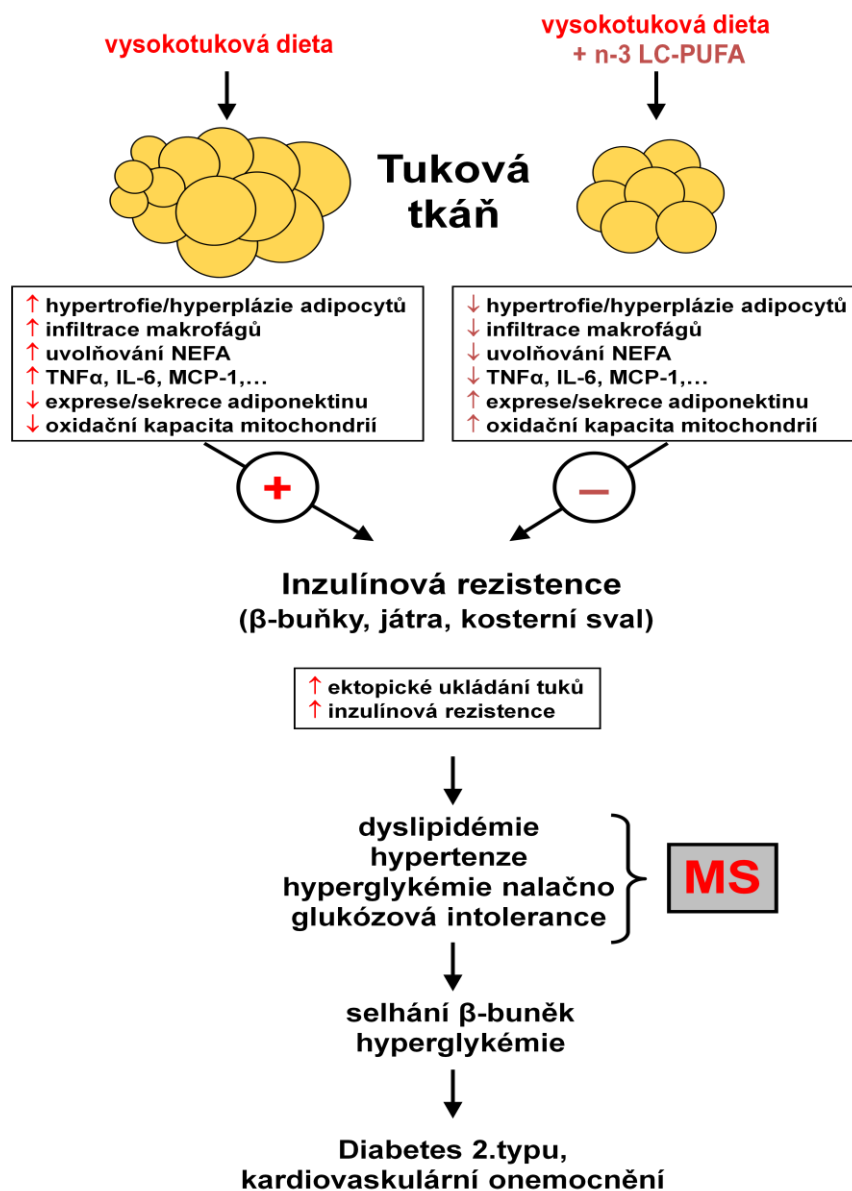 vysokotuková dieta
vysokotuková dieta
+ n-3 LC-PUFA
Tuková
tkáň
↑ hypertrofie/hyperplázie adipocytů
↑ infiltrace makrofágů
↑ uvolňování NEFA
↑ TNFα, IL-6, MCP-1,...
↓ exprese/sekrece adiponektinu
↓ oxidační kapacita mitochondrií
↓ hypertrofie/hyperplázie adipocytů
↓ infiltrace makrofágů
↓ uvolňování NEFA
↓ TNFα, IL-6, MCP-1,...
↑ exprese/sekrece adiponektinu
↑ oxidační kapacita mitochondrií
+
–
Inzulínová rezistence
(β-buňky, játra, kosterní sval)
↑ ektopické ukládání tuků
↑ inzulínová rezistence
dyslipidémie
hypertenze
hyperglykémie nalačno
glukózová intolerance
MS
selhání β-buněk
hyperglykémie
Diabetes 2.typu,
kardiovaskulární onemocnění